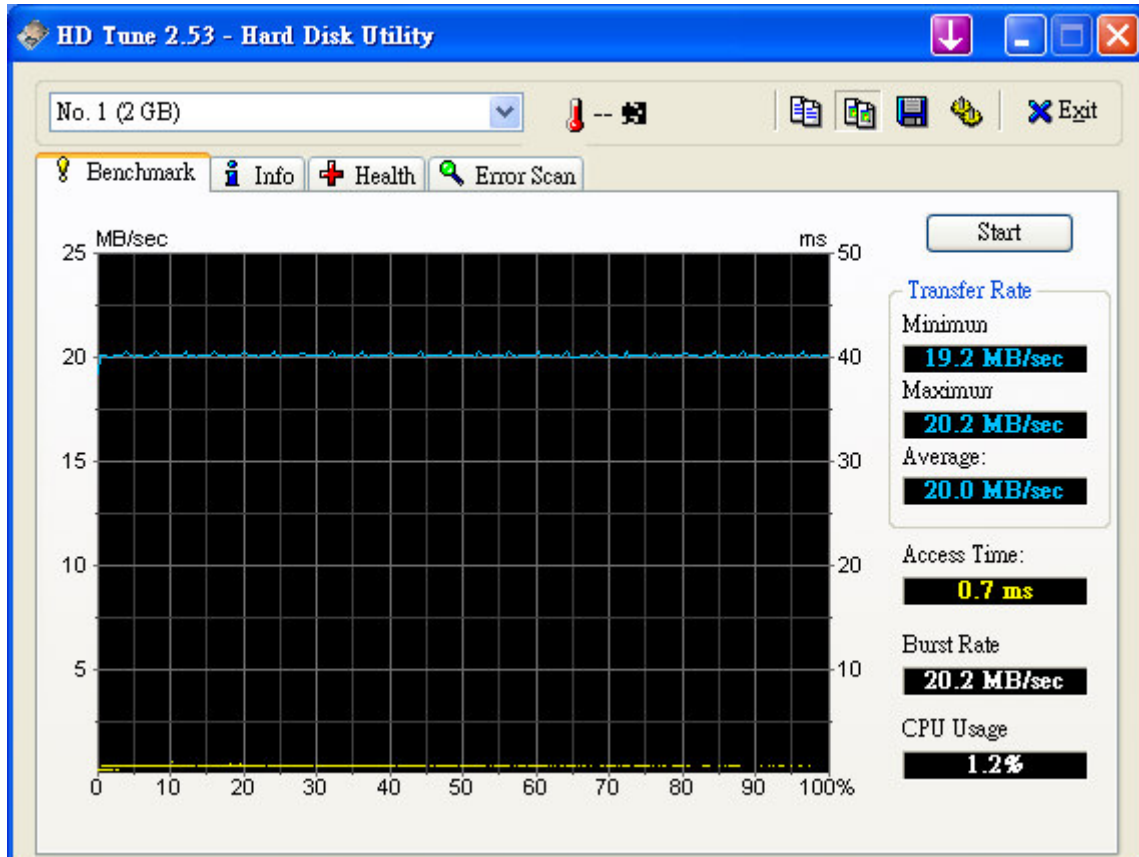 HD Tune 2.53 - Hard Disk Utility
No. 1 (2 GB)
--
Exit
Benchmark
Info
Health
Error Scan
MB/sec
ms
25
20
15
10
5
50
40
30
20
10
0 10 20 30 40 50 60 70 80 90 100%
Start
Transfer Rate
Minimun
19.2 MB/sec
Maximun
20.2 MB/sec
Average:
20.0 MB/sec
Access Time:
0.7 ms
Burst Rate
20.2 MB/sec
CPU Usage
1.2%